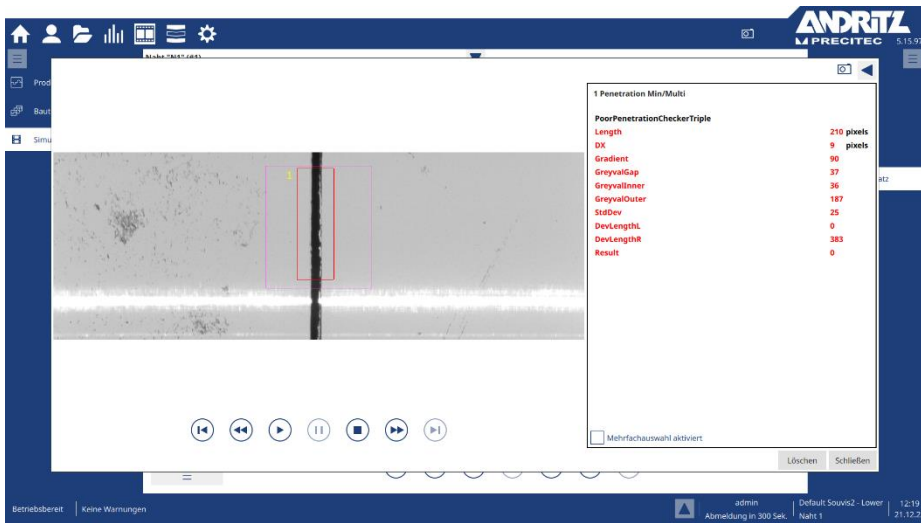 ANDRITZ
PRECITEC
5.15.97
Naht "N1" (#1)
Prod
Baut
Simu
atz
1
1 Penetration Min/Multi
PoorPenetrationCheckerTriple
Length 210 pixels
DX 9 pixels
Gradient 90
GreyvalGap 37
GreyvalInner 36
GreyvalOuter 187
StdDev 25
DevLengthL 0
DevLengthR 383
Result 0
Mehrfachauswahl aktiviert
Löschen Schließen
Betriebsbereit Keine Warnungen
admin
Abmeldung in 300 Sek.
Default Souvis2 - Lower
Naht 1
12:19
21.12.2